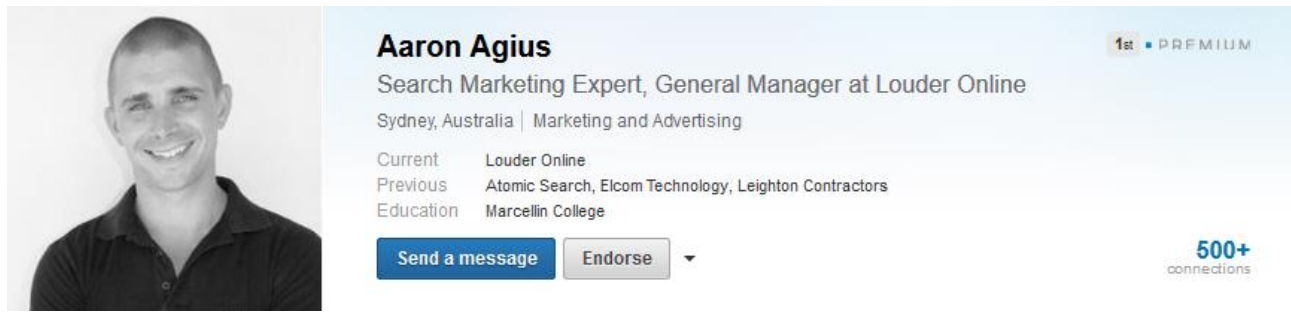 Aaron Agius
1st PREMIUM
Search Marketing Expert, General Manager at Louder Online
Sydney, Australia | Marketing and Advertising
Current Louder Online
Previous Atomic Search, Elcom Technology, Leighton Contractors
Education Marcellin College
Send a message Endorse
500+
connections